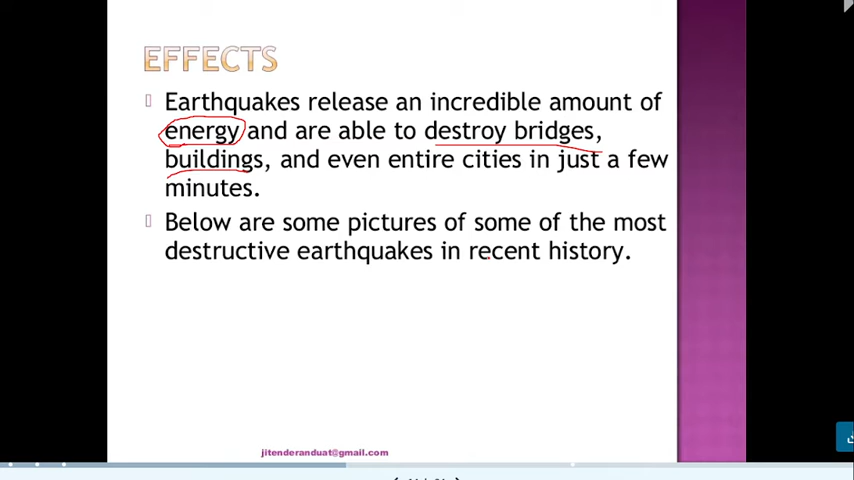 EFFECTS
Earthquakes release an incredible amount of
energy and are able to destroy bridges,
buildings, and even entire cities in just a few
minutes.
Below are some pictures of some of the most
destructive earthquakes in recent history.
jitenderanduat@gmail.com